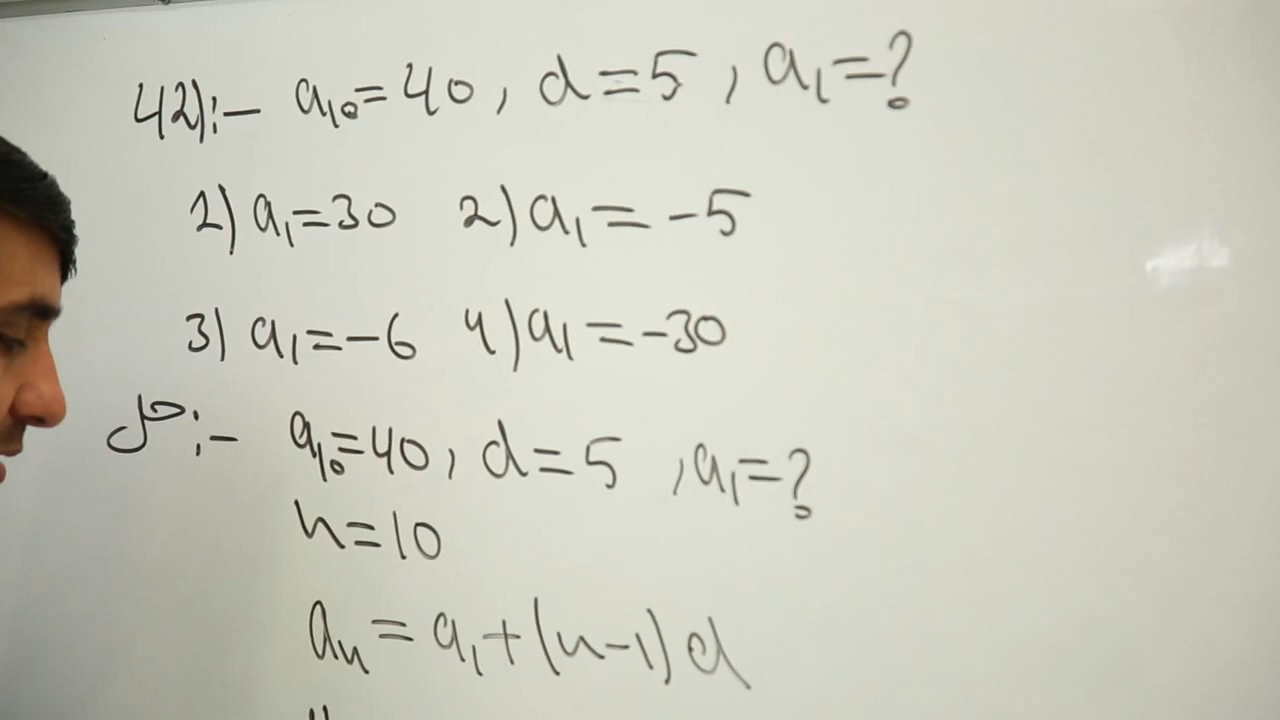 42):- a₁₀=40, d=5, a₁=?
1) a₁=30 2) a₁=-5
3) a₁=-6 4) a₁=-30
حل:- a₁₀=40, d=5, a₁=?
n=10
aₙ=a₁+(n-1)d